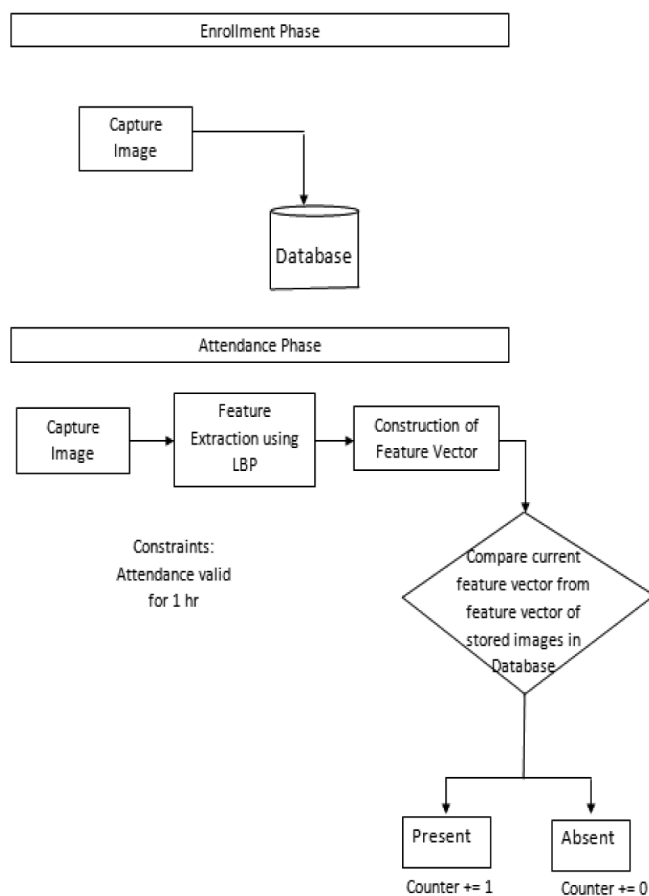 Enrollment Phase
Capture
Image
Database
Attendance Phase
Capture
Image
Feature
Extraction using
LBP
Construction of
Feature Vector
Constraints:
Attendance valid
for 1 hr
Compare current
feature vector from
feature vector of
stored images in
Database
Present
Absent
Counter += 1
Counter += 0